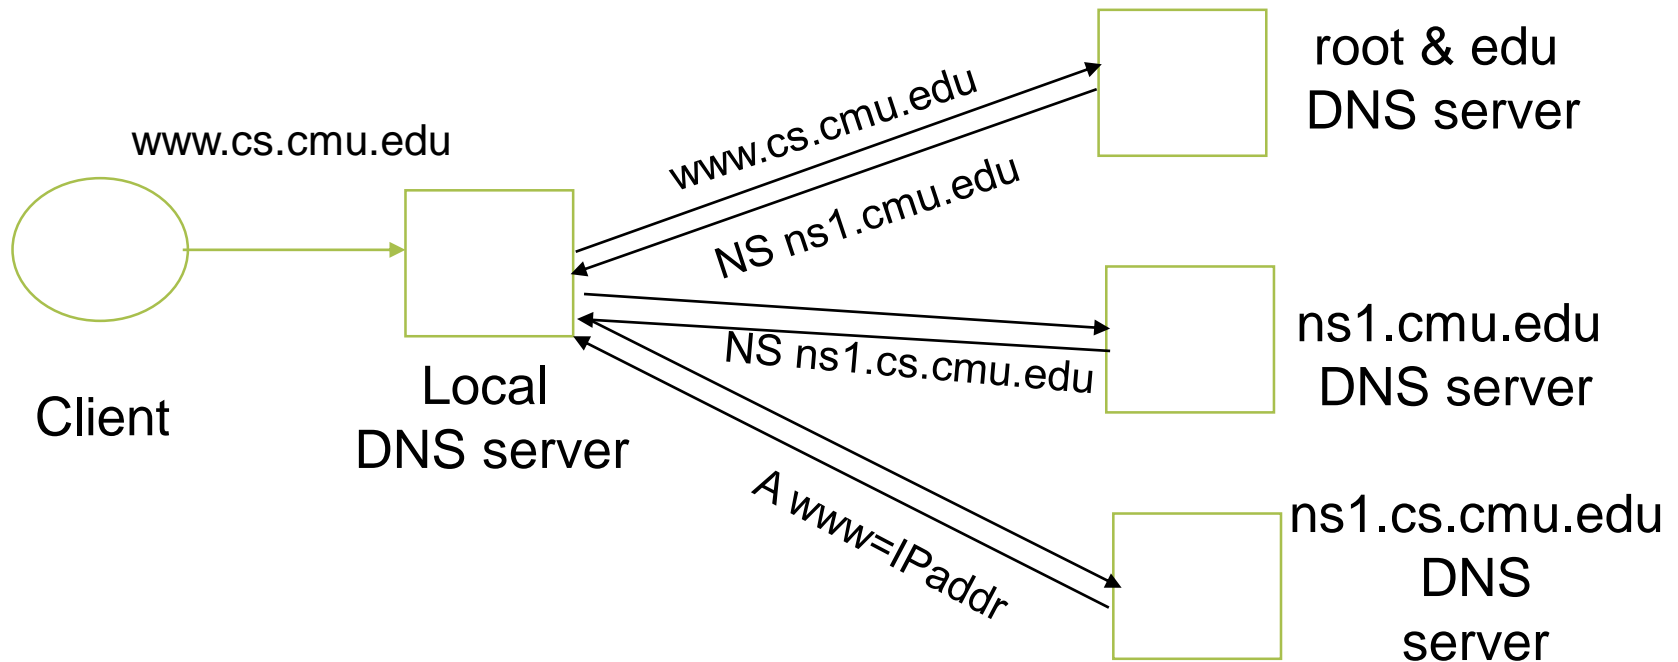 www.cs.cmu.edu
Client
Local
DNS server
www.cs.cmu.edu
NS ns1.cmu.edu
NS ns1.cs.cmu.edu
A www=IPaddr
root & edu
DNS server
ns1.cmu.edu
DNS server
ns1.cs.cmu.edu
DNS
server